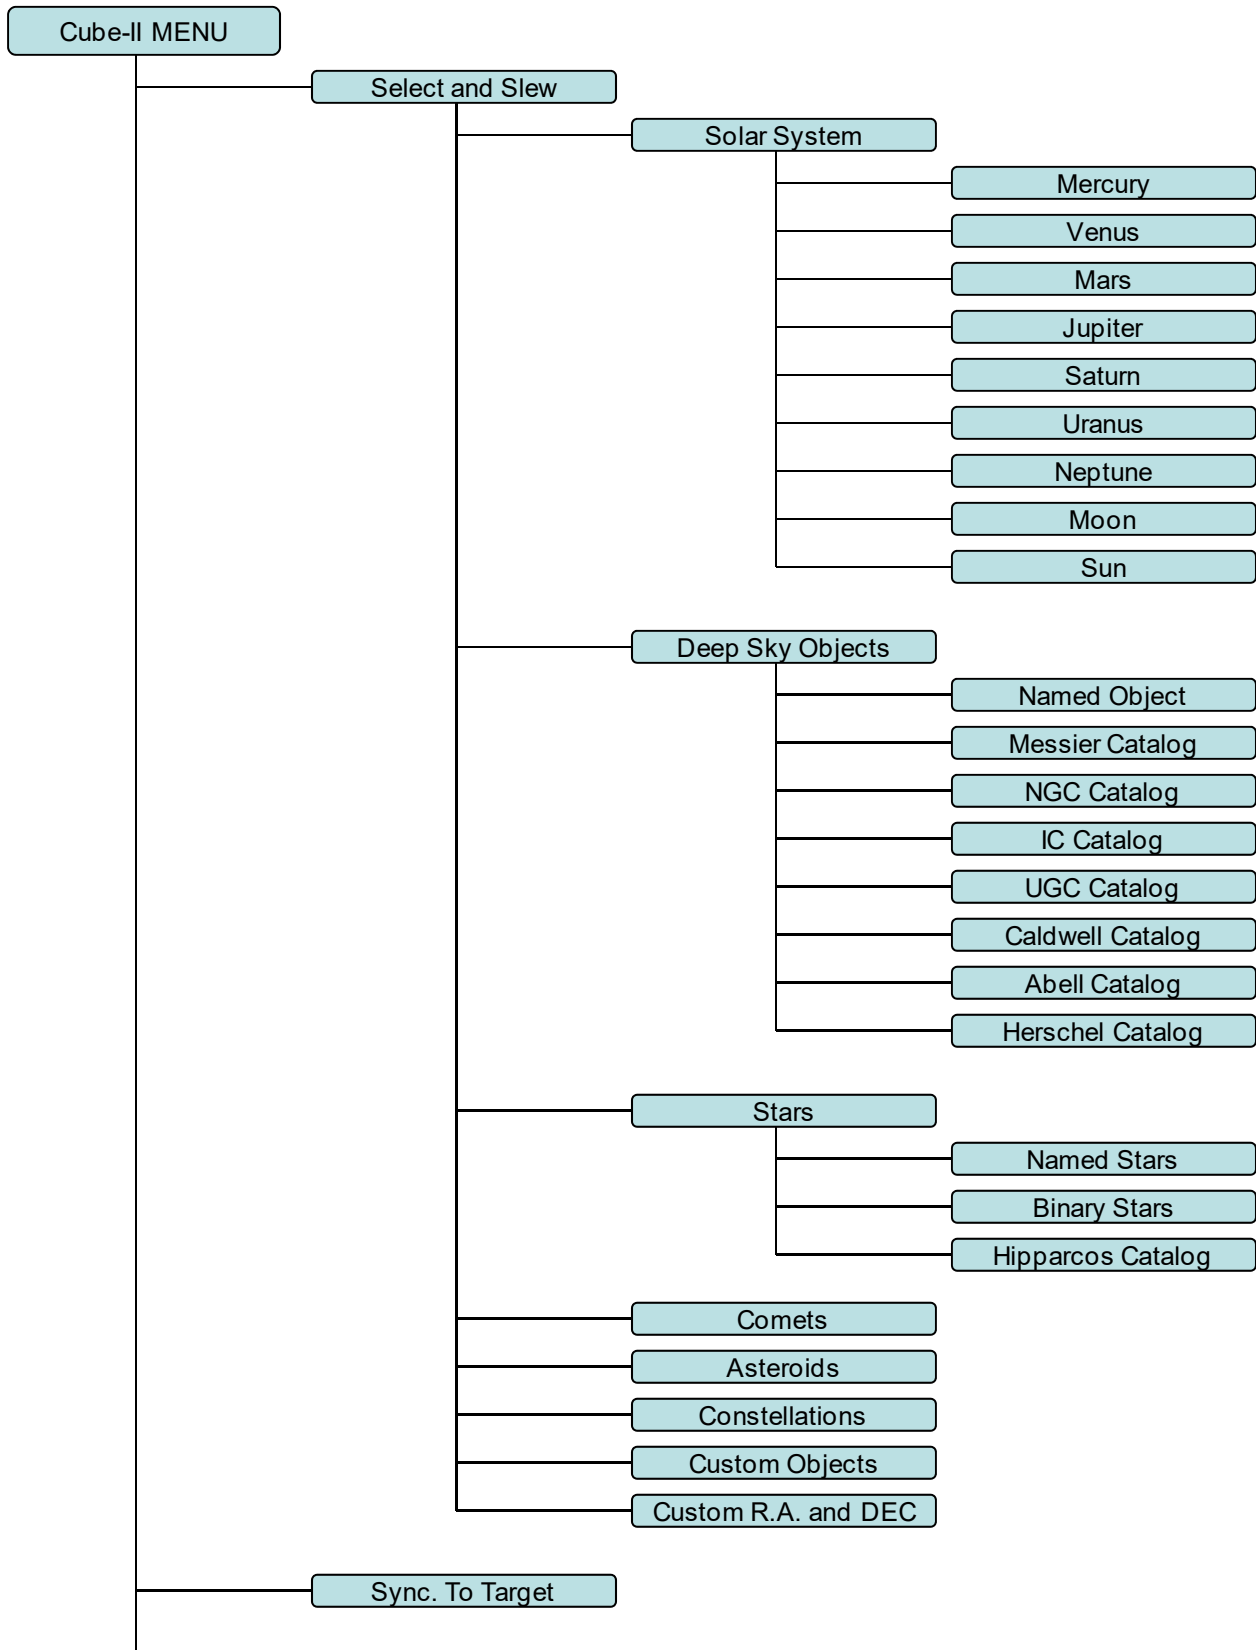 Cube-II MENU
Select and Slew
Solar System
Mercury
Venus
Mars
Jupiter
Saturn
Uranus
Neptune
Moon
Sun
Deep Sky Objects
Named Object
Messier Catalog
NGC Catalog
IC Catalog
UGC Catalog
Caldwell Catalog
Abell Catalog
Herschel Catalog
Stars
Named Stars
Binary Stars
Hipparcos Catalog
Comets
Asteroids
Constellations
Custom Objects
Custom R.A. and DEC
Sync. To Target